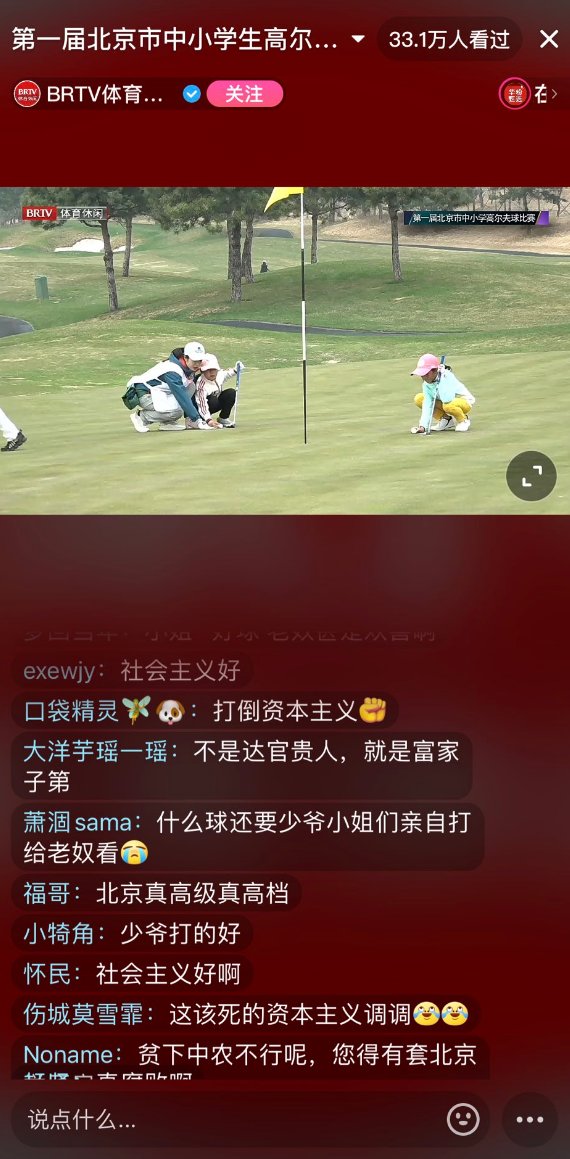 第一届北京市中小学生高尔...
33.1万人看过
BRTV体育...
关注
BRTV 体育休闲
第一届北京市中小学高尔夫球比赛
exewjy：社会主义好
口袋精灵🧚🐶：打倒资本主义✊
大洋芋瑶一瑶：不是达官贵人，就是富家
子第
萧涸sama：什么球还要少爷小姐们亲自打
给老奴看😭
福哥：北京真高级真高档
小犄角：少爷打的好
怀民：社会主义好啊
伤城莫雪霏：这该死的资本主义调调😂😂
Noname：贫下中农不行呢，您得有套北京
说点什么...